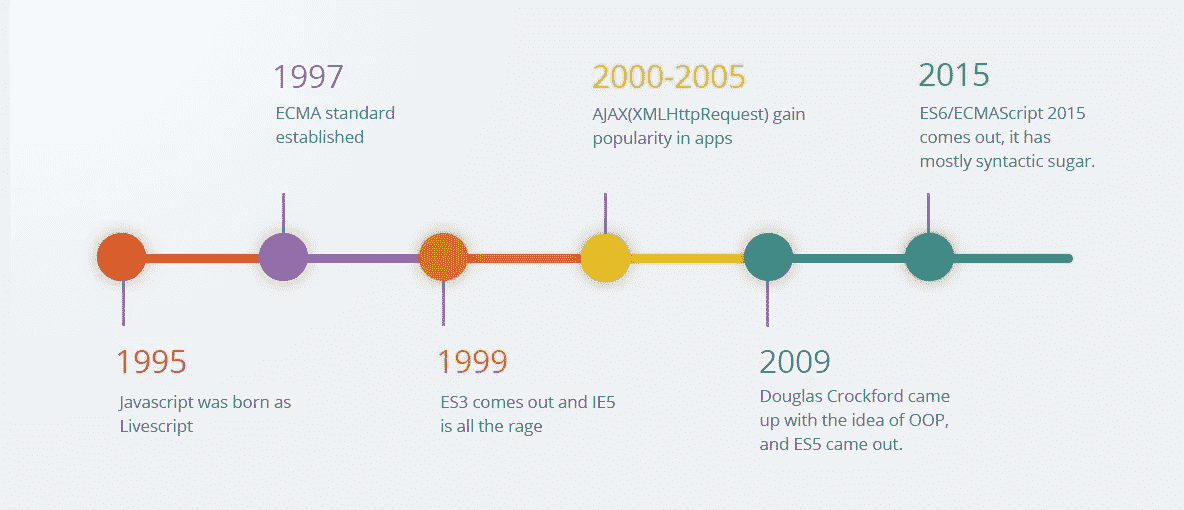 1997
ECMA standard
established
2000-2005
AJAX(XMLHttpRequest) gain
popularity in apps
2015
ES6/ECMAScript 2015
comes out, it has
mostly syntactic sugar.
1995
Javascript was born as
Livescript
1999
ES3 comes out and IE5
is all the rage
2009
Douglas Crockford came
up with the idea of OOP,
and ES5 came out.